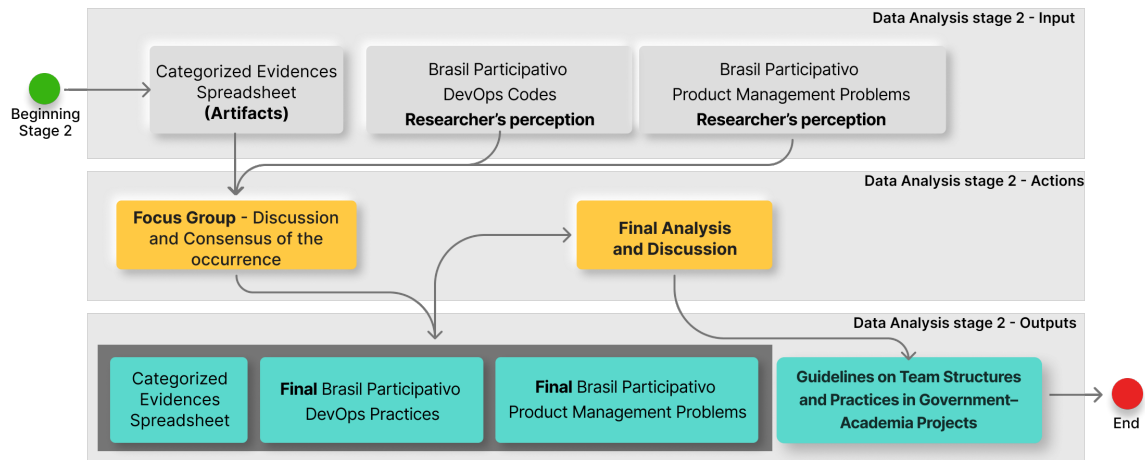 Data Analysis stage 2 - Input
Beginning
Stage 2
Categorized Evidences
Spreadsheet
(Artifacts)
Brasil Participativo
DevOps Codes
Researcher's perception
Brasil Participativo
Product Management Problems
Researcher's perception
Data Analysis stage 2 - Actions
Focus Group - Discussion
and Consensus of the
occurrence
Final Analysis
and Discussion
Data Analysis stage 2 - Outputs
Categorized
Evidences
Spreadsheet
Final Brasil Participativo
DevOps Practices
Final Brasil Participativo
Product Management Problems
Guidelines on Team Structures
and Practices in Government–
Academia Projects
End